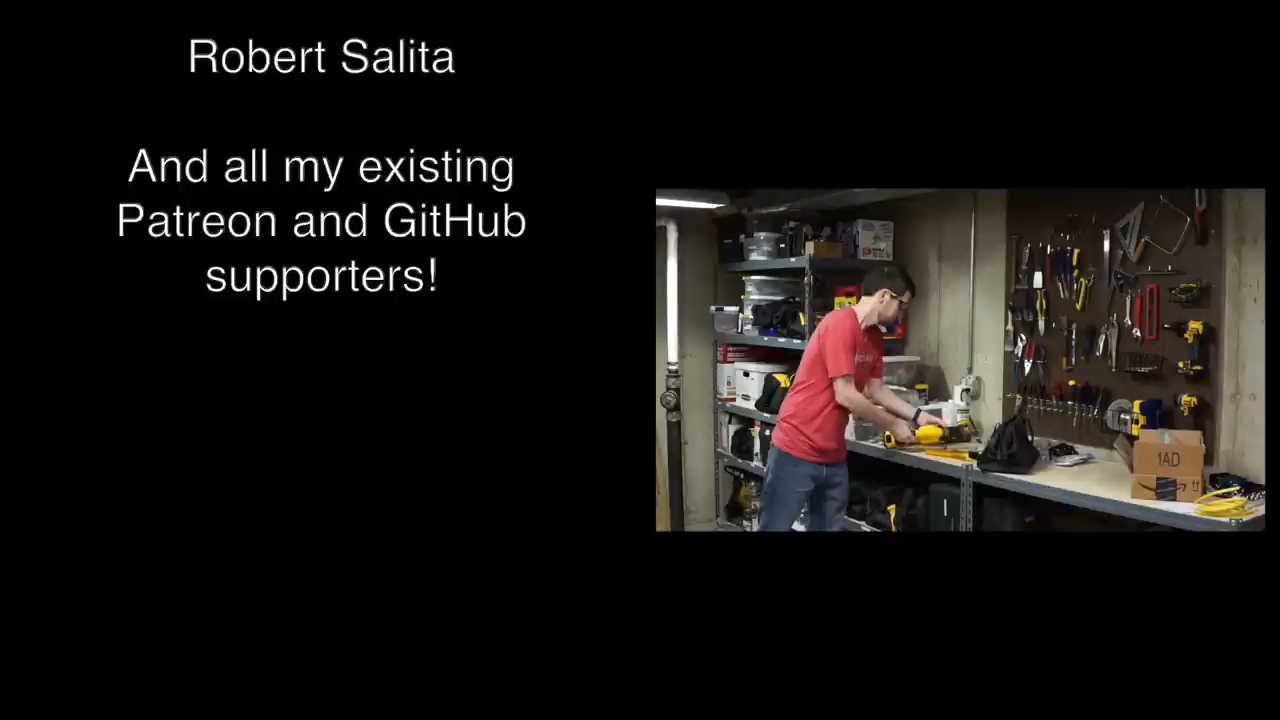 Robert Salita
And all my existing
Patreon and GitHub
supporters!
1AD